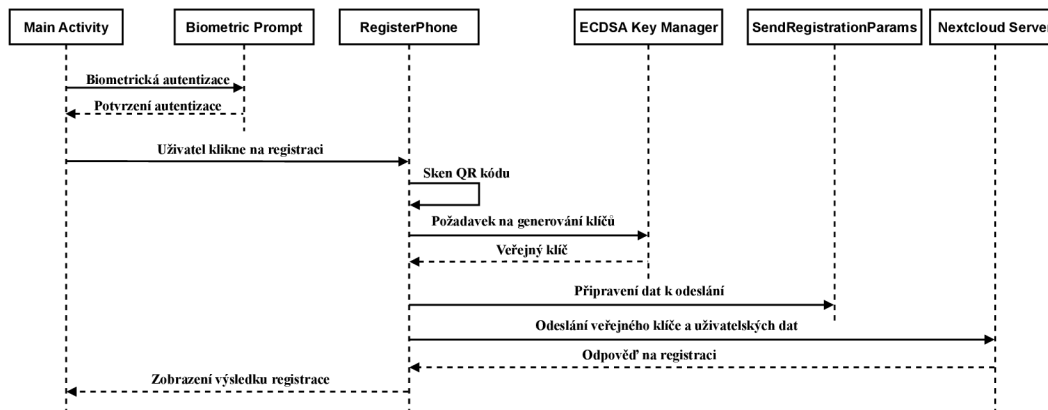 Main Activity
Biometric Prompt
RegisterPhone
ECDSA Key Manager
SendRegistrationParams
Nextcloud Server
Biometrická autentizace
Potvrzení autentizace
Uživatel klikne na registraci
Sken QR kódu
Požadavek na generování klíčů
Veřejný klíč
Připravení dat k odeslání
Odeslání veřejného klíče a uživatelských dat
Odpověď na registraci
Zobrazení výsledku registrace